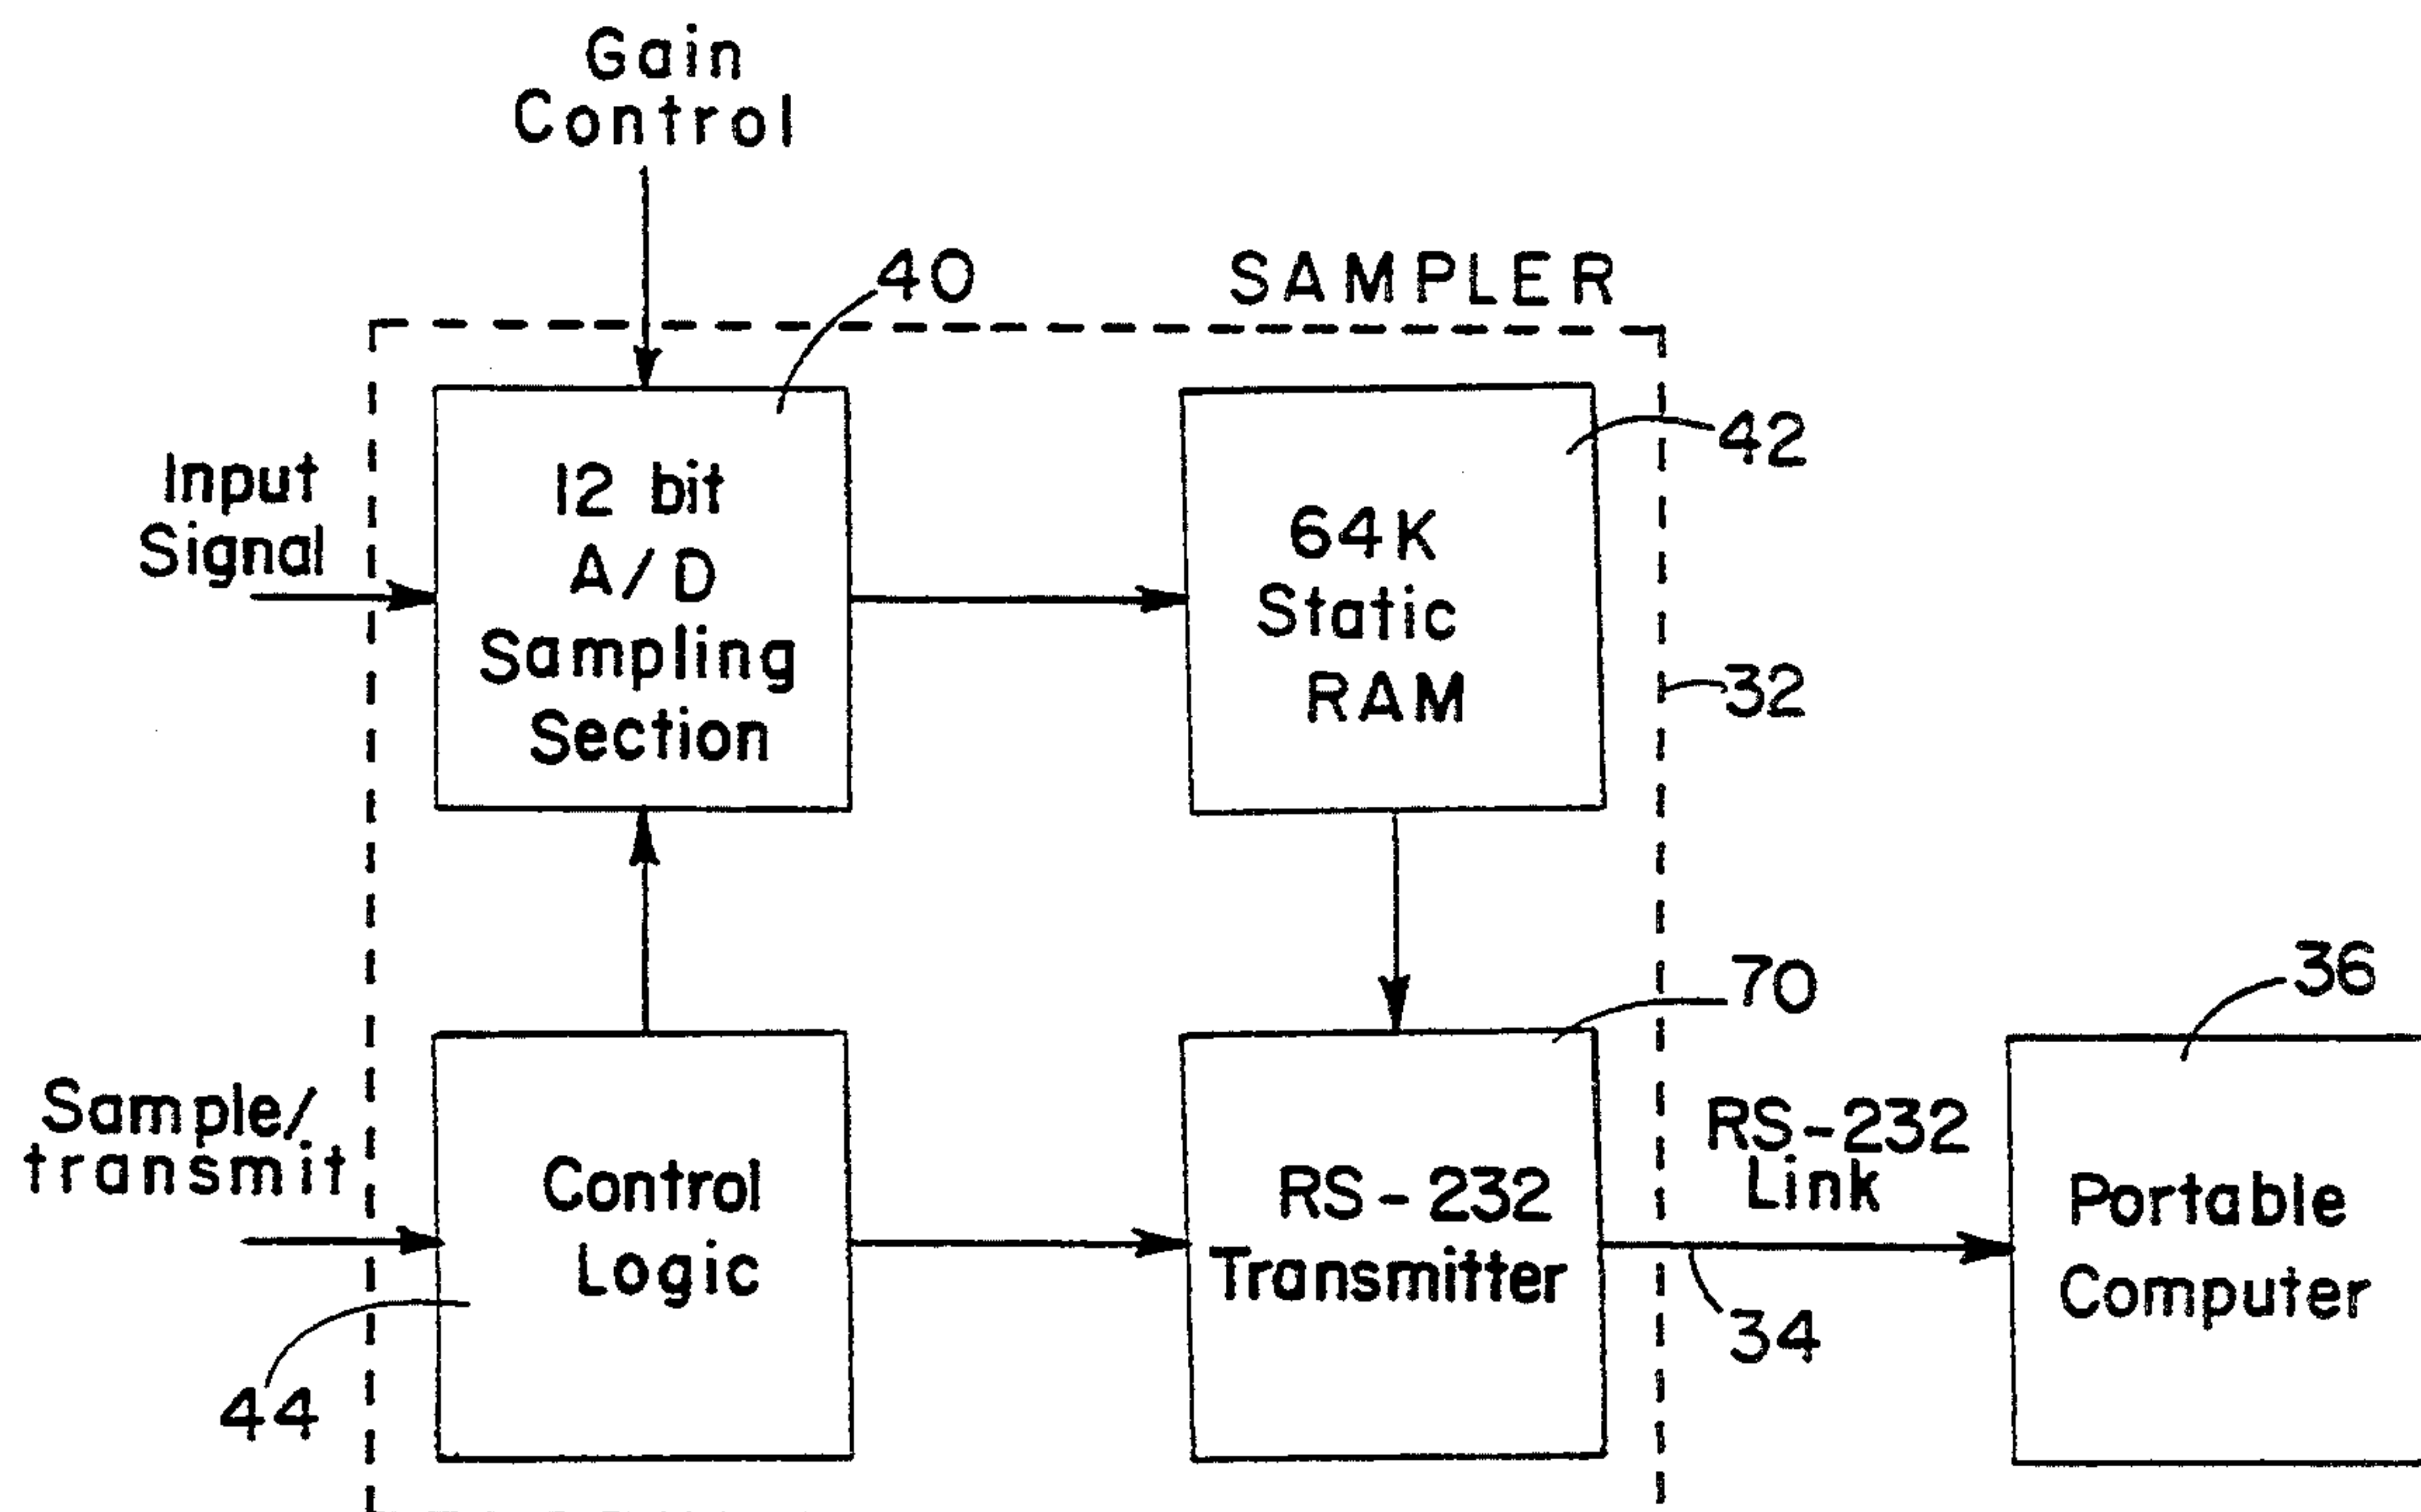 Gain
Control
40
SAMPLER
Input
Signal
12 bit
A/D
Sampling
Section
64K
Static
RAM
42
32
Sample/
transmit
Control
Logic
44
70
RS-232
Transmitter
RS-232
Link
34
36
Portable
Computer